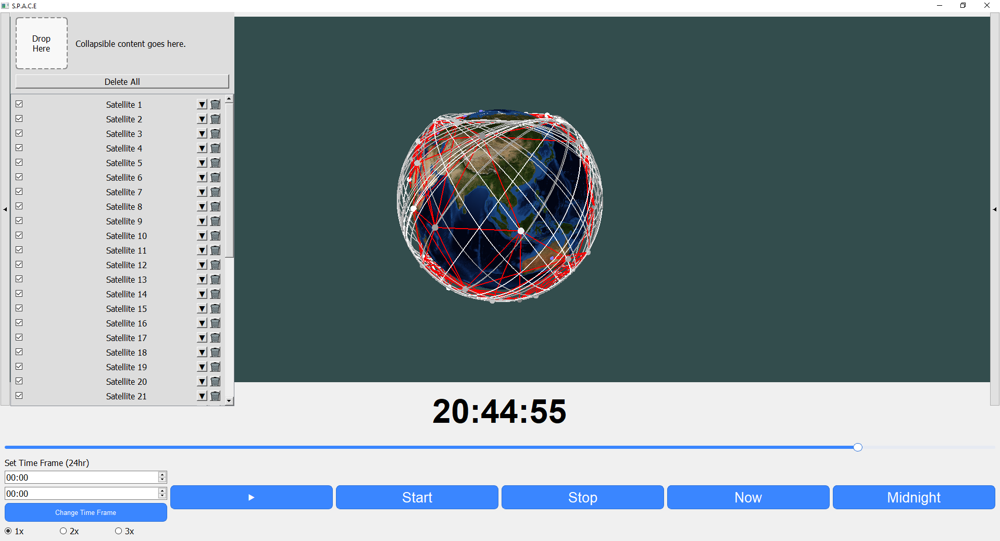 S.P.A.C.E
Drop
Here
Collapsible content goes here.
Delete All
Satellite 1
Satellite 2
Satellite 3
Satellite 4
Satellite 5
Satellite 6
Satellite 7
Satellite 8
Satellite 9
Satellite 10
Satellite 11
Satellite 12
Satellite 13
Satellite 14
Satellite 15
Satellite 16
Satellite 17
Satellite 18
Satellite 19
Satellite 20
Satellite 21
20:44:55
Set Time Frame (24hr)
00:00
00:00
Change Time Frame
Start
Stop
Now
Midnight
1x
2x
3x